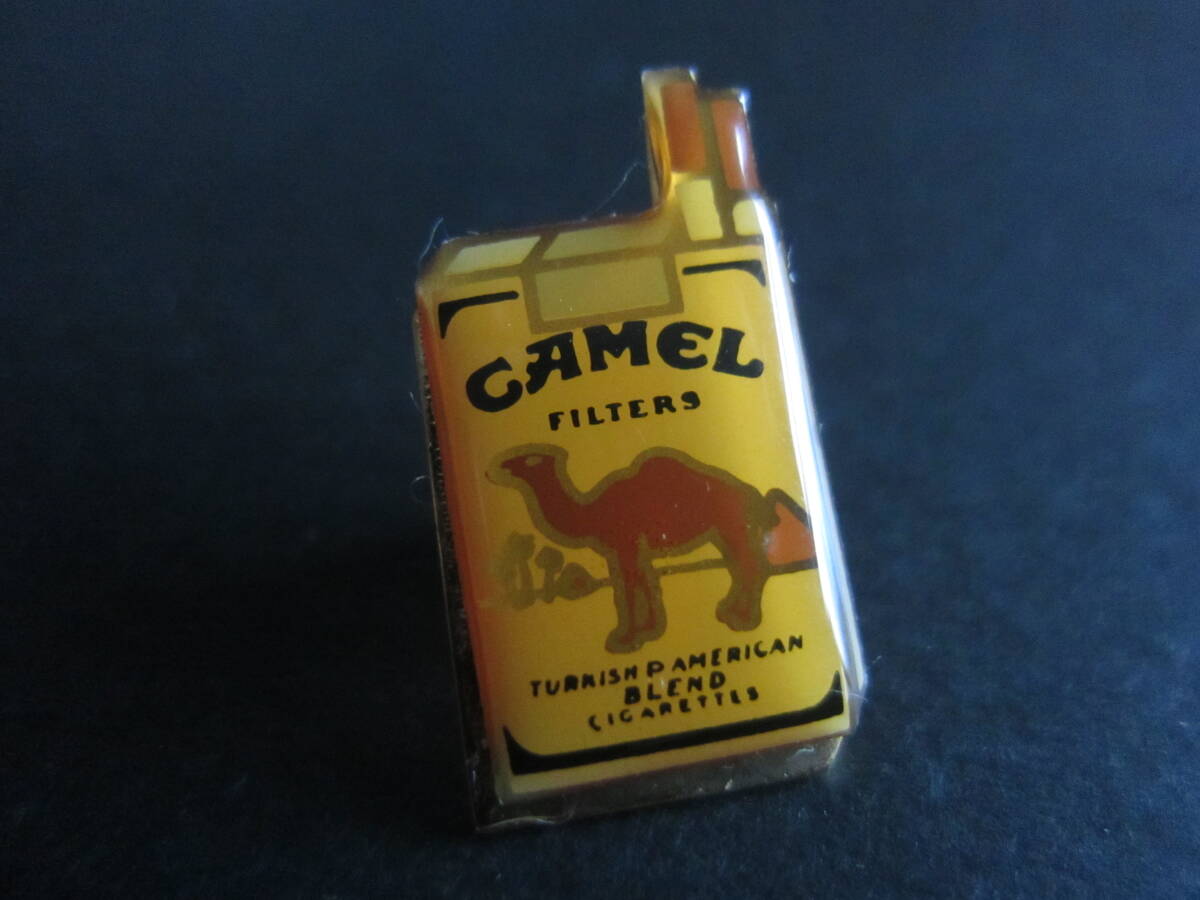 CAMEL
FILTERS
TURKISH P AMERICAN
BLEND
CIGARETTES